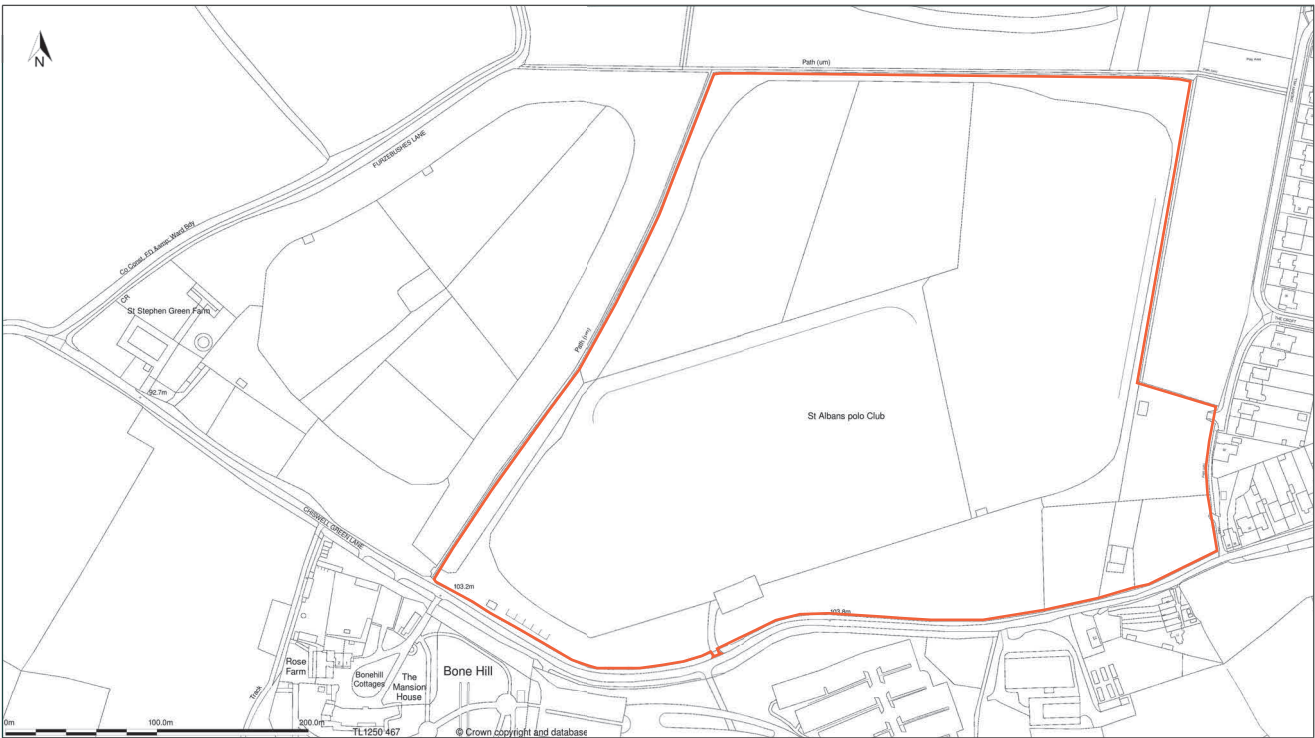 N
Path (um)
FURZEBUSHES LANE
Co Const, ED &amp; Ward Bdy
CR
St Stephen Green Farm
92.7m
Path (um)
THE CROFT
St Albans polo Club
CHISWELL GREEN LANE
103.2m
103.8m
Rose
Farm
Bonehill
Cottages
The
Mansion
House
Bone Hill
Track
0m
100.0m
200.0m
TL1250 467
© Crown copyright and database